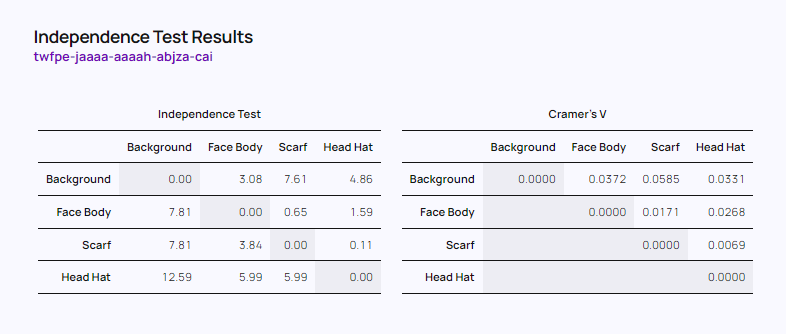 Independence Test Results
twfpe-jaaaa-aaaah-abjza-cai
Independence Test
Background Face Body Scarf Head Hat
Background 0.00 3.08 7.61 4.86
Face Body 7.81 0.00 0.65 1.59
Scarf 7.81 3.84 0.00 0.11
Head Hat 12.59 5.99 5.99 0.00
Cramer's V
Background Face Body Scarf Head Hat
Background 0.0000 0.0372 0.0585 0.0331
Face Body 0.0000 0.0171 0.0268
Scarf 0.0000 0.0069
Head Hat 0.0000